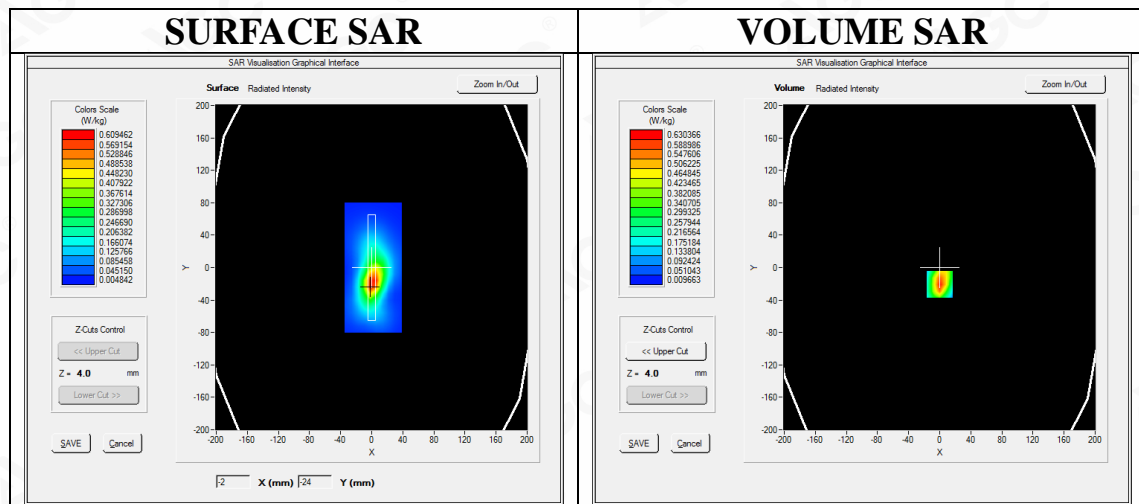 SURFACE SAR
SAR Visualisation Graphical Interface
Surface Radiated Intensity
Zoom In/Out
Colors Scale
(W/kg)
0.609462
0.569154
0.528846
0.488538
0.448230
0.407922
0.367614
0.327306
0.286998
0.246690
0.206382
0.166074
0.125766
0.085458
0.045150
0.004842
Z-Cuts Control
<< Upper Cut
Z = 4.0 mm
Lower Cut >>
SAVE Cancel
200
160
120
80
40
0
-40
-80
-120
-160
-200
Y
-200 -160 -120 -80 -40 0 40 80 120 160 200
X
-2 X (mm) -24 Y (mm)
VOLUME SAR
SAR Visualisation Graphical Interface
Volume Radiated Intensity
Zoom In/Out
Colors Scale
(W/kg)
0.630366
0.588986
0.547606
0.506225
0.464845
0.423465
0.382085
0.340705
0.299325
0.257944
0.216564
0.175184
0.133804
0.092424
0.051043
0.009663
Z-Cuts Control
<< Upper Cut
Z = 4.0 mm
Lower Cut >>
SAVE Cancel
200
160
120
80
40
0
-40
-80
-120
-160
-200
Y
-200 -160 -120 -80 -40 0 40 80 120 160 200
X